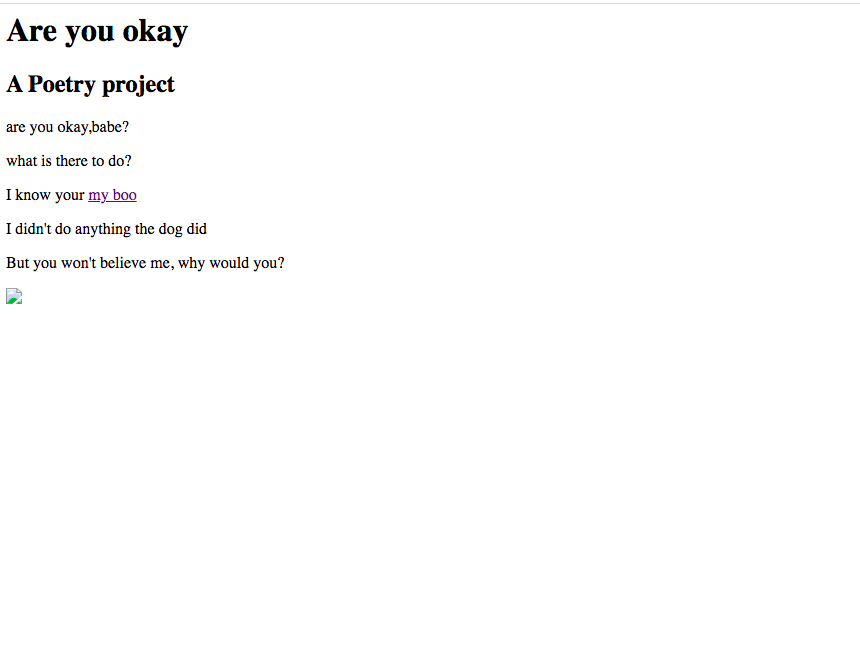 Are you okay
A Poetry project
are you okay,babe?
what is there to do?
I know your my boo
I didn't do anything the dog did
But you won't believe me, why would you?